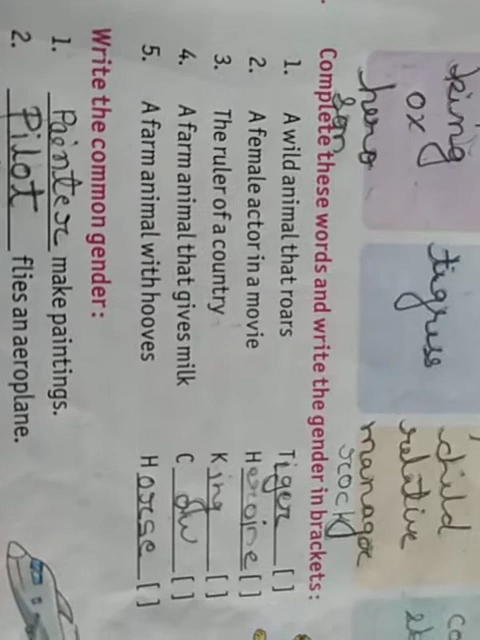 king
ox
hero
son
tigress
child
relative
manager
rocky
Complete these words and write the gender in brackets :
1. A wild animal that roars Tiger [ ]
2. A female actor in a movie Heroine [ ]
3. The ruler of a country King [ ]
4. A farm animal that gives milk Cow [ ]
5. A farm animal with hooves Horse [ ]
Write the common gender :
1. Painter make paintings.
2. Pilot flies an aeroplane.